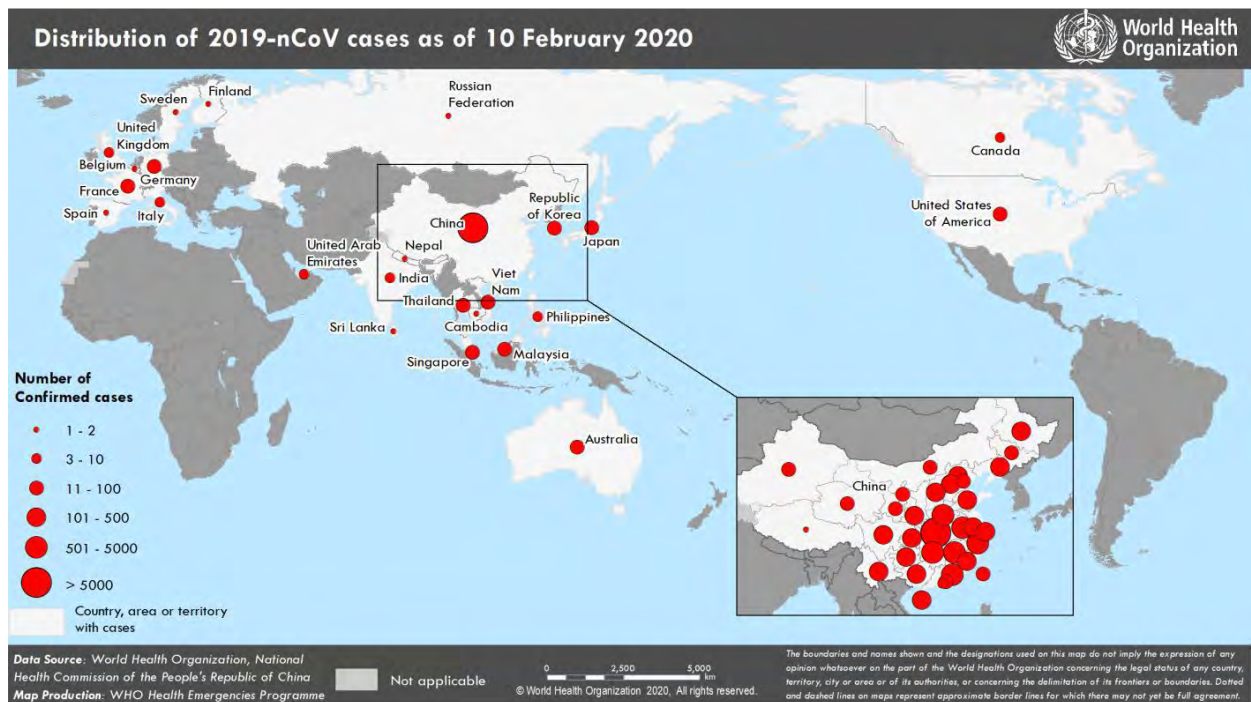 Distribution of 2019-nCoV cases as of 10 February 2020
World Health
Organization
Russian
Federation
Finland
Sweden
United
Kingdom
Belgium
Germany
France
Spain
Italy
Canada
United States
of America
Republic
of Korea
China
Japan
United Arab
Emirates
Nepal
India
Viet
Nam
Thailand
Cambodia
Philippines
Sri Lanka
Singapore
Malaysia
Australia
China
Number of
Confirmed cases
1 - 2
3 - 10
11 - 100
101 - 500
501 - 5000
> 5000
Country, area or territory
with cases
Data Source: World Health Organization, National
Health Commission of the People's Republic of China
Map Production: WHO Health Emergencies Programme
Not applicable
0 2,500 5,000
km
© World Health Organization 2020, All rights reserved.
The boundaries and names shown and the designations used on this map do not imply the expression of any
opinion whatsoever on the part of the World Health Organization concerning the legal status of any country,
territory, city or area or of its authorities, or concerning the delimitation of its frontiers or boundaries. Dotted
and dashed lines on maps represent approximate border lines for which there may not yet be full agreement.